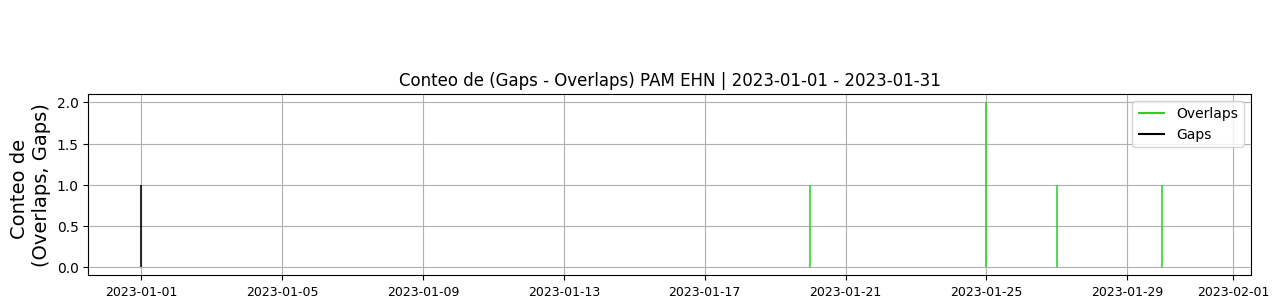 Conteo de (Gaps - Overlaps) PAM EHN | 2023-01-01 - 2023-01-31
Conteo de
(Overlaps, Gaps)
2.0
1.5
1.0
0.5
0.0
Overlaps
Gaps
2023-01-01
2023-01-05
2023-01-09
2023-01-13
2023-01-17
2023-01-21
2023-01-25
2023-01-29
2023-02-01